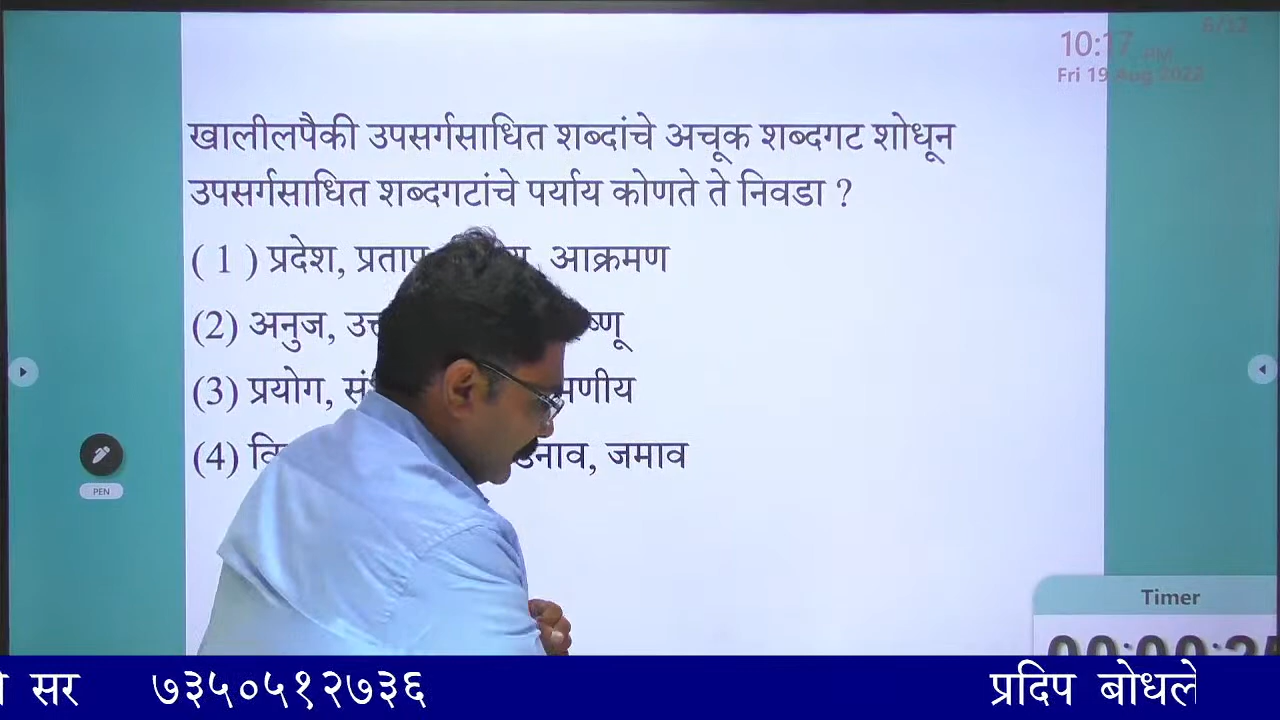 6/12
10:17 PM
Fri 19 Aug 2022
खालीलपैकी उपसर्गसाधित शब्दांचे अचूक शब्दगट शोधून
उपसर्गसाधित शब्दगटांचे पर्याय कोणते ते निवडा ?
( 1 ) प्रदेश, प्रताप आक्रमण
(2) अनुज,
(3) प्रयोग,
(4) जमाव
PEN
Timer
सर ७३५०५१२७३६ प्रदिप बोधले